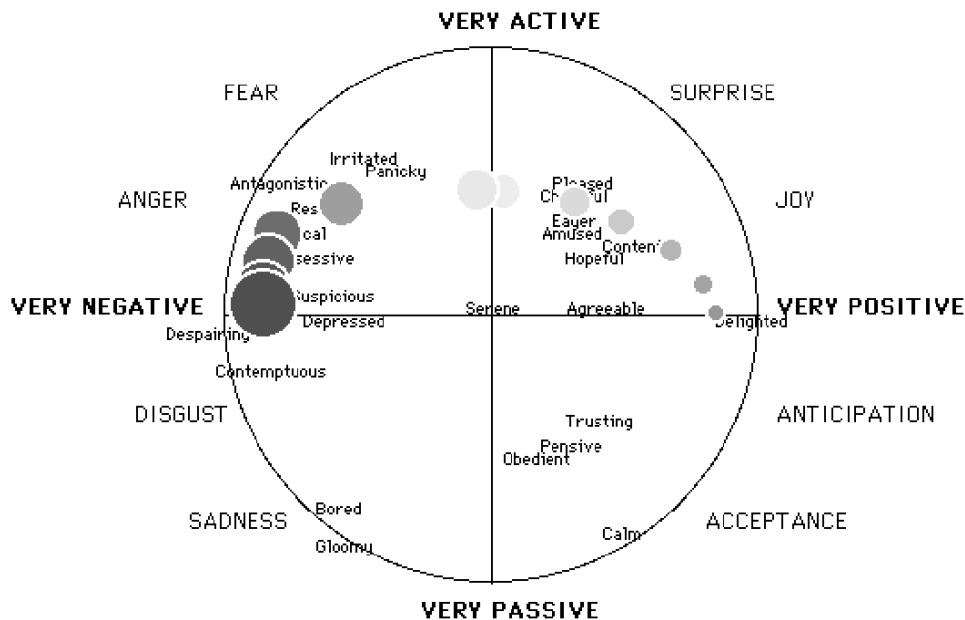 VERY ACTIVE
FEAR
SURPRISE
Irritated
Panicky
Antagonistic
Pleased
ANGER
JOY
Eager
Amused
Content
Hopeful
Suspicious
VERY NEGATIVE
Serene
Agreeable
VERY POSITIVE
Depressed
Delighted
Despairing
Contemptuous
DISGUST
ANTICIPATION
Trusting
Pensive
Obedient
Bored
SADNESS
ACCEPTANCE
Calm
Gloomy
VERY PASSIVE